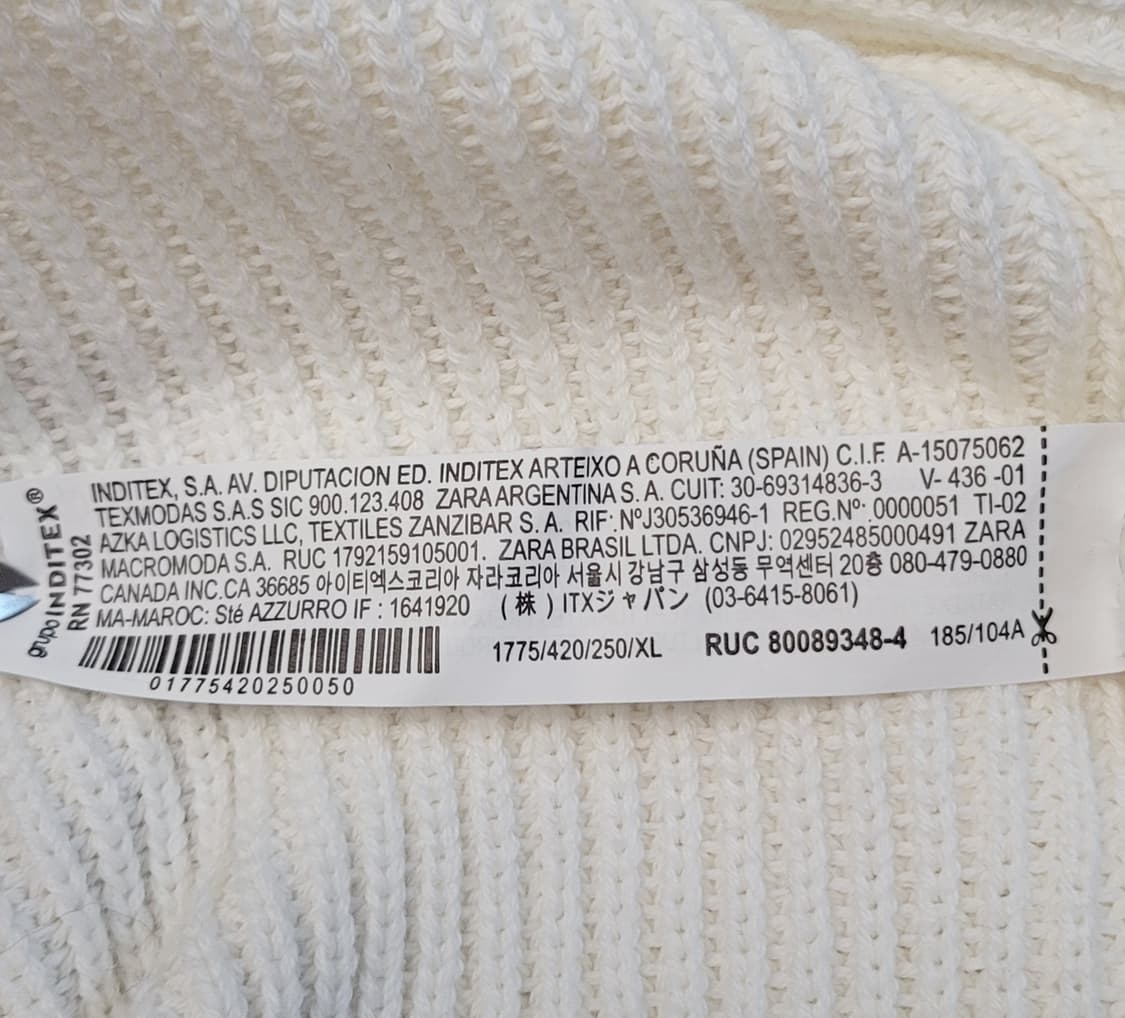 grupo INDITEX®
RN 77302
INDITEX, S.A. AV. DIPUTACION ED. INDITEX ARTEIXO A CORUÑA (SPAIN) C.I.F. A-15075062
TEXMODAS S.A.S SIC 900.123.408 ZARA ARGENTINA S. A. CUIT: 30-69314836-3 V- 436 -01
AZKA LOGISTICS LLC, TEXTILES ZANZIBAR S. A. RIF: NºJ30536946-1 REG.Nº: 0000051 TI-02
MACROMODA S.A. RUC 1792159105001. ZARA BRASIL LTDA. CNPJ: 02952485000491 ZARA
CANADA INC.CA 36685 아이티엑스코리아 자라코리아 서울시 강남구 삼성동 무역센터 20층 080-479-0880
MA-MAROC: Sté AZZURRO IF : 1641920 (株) ITXジャパン (03-6415-8061)
1775/420/250/XL RUC 80089348-4 185/104A
01775420250050